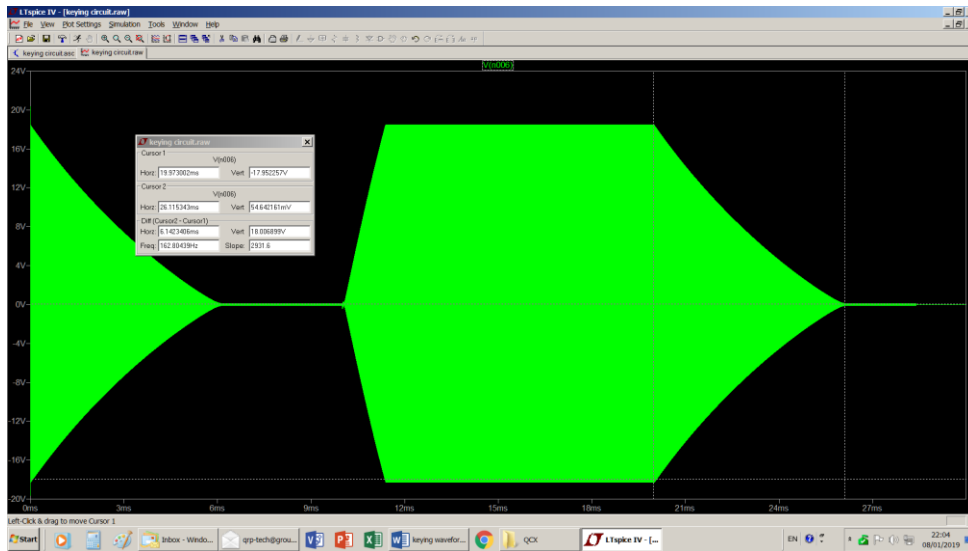 LTspice IV - [keying circuit.raw]
File View Plot Settings Simulation Tools Window Help
keying circuit.asc keying circuit.raw
V(n006)
24V
20V
16V
12V
8V
4V
0V
-4V
-8V
-12V
-16V
-20V
keying circuit.raw
Cursor 1
V(n006)
Horz: 19.973002ms Vert: -17.952257V
Cursor 2
V(n006)
Horz: 26.115343ms Vert: 54.642161mV
Diff (Cursor2 - Cursor1)
Horz: 6.1423406ms Vert: 18.006899V
Freq: 162.80439Hz Slope: 2931.6
0ms 3ms 6ms 9ms 12ms 15ms 18ms 21ms 24ms 27ms
Left-Click & drag to move Cursor 1
Start Inbox - Windo... qrp-tech@grou... keying wavefor... QCX LTspice IV - [... EN 22:04
08/01/2019